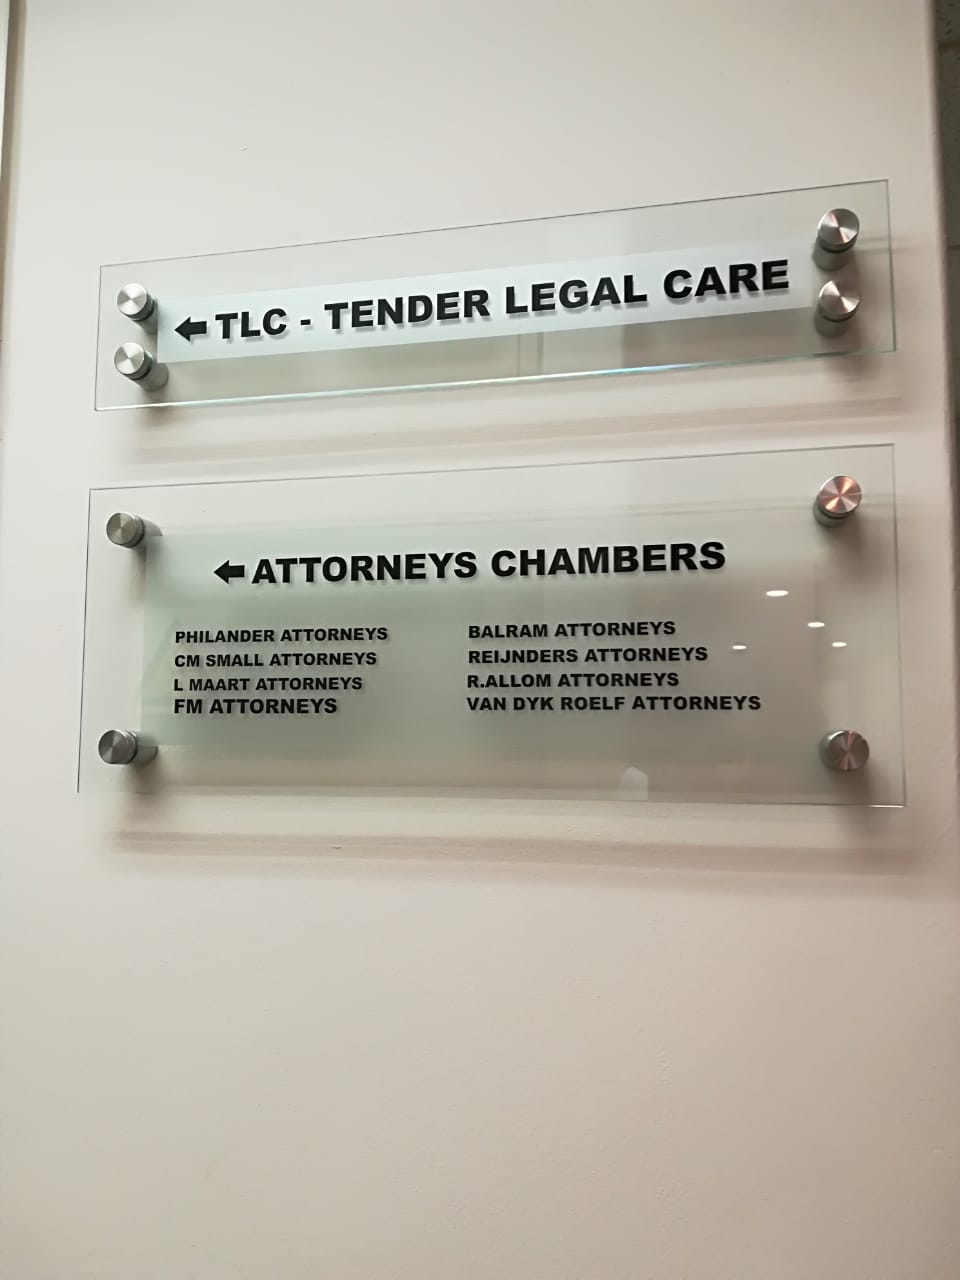 TLC - TENDER LEGAL CARE
ATTORNEYS CHAMBERS
PHILANDER ATTORNEYS
CM SMALL ATTORNEYS
L MAART ATTORNEYS
FM ATTORNEYS
BALRAM ATTORNEYS
REIJNDERS ATTORNEYS
R.ALLOM ATTORNEYS
VAN DYK ROELF ATTORNEYS